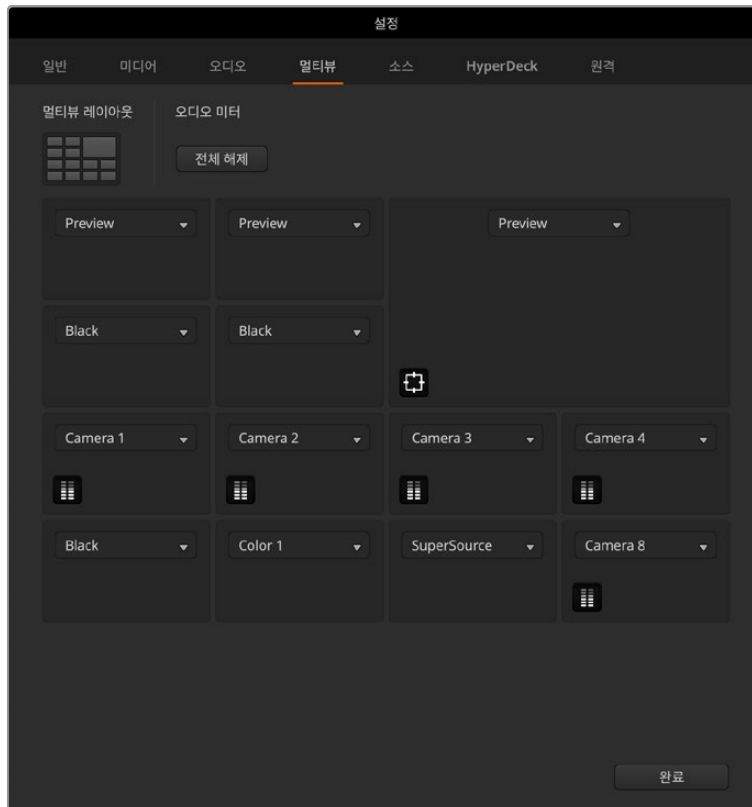 설정
일반 미디어 오디오 멀티뷰 소스 HyperDeck 원격
멀티뷰 레이아웃 오디오 미터
전체 해제
Preview Preview Preview
Black Black
Camera 1 Camera 2 Camera 3 Camera 4
Black Color 1 SuperSource Camera 8
완료